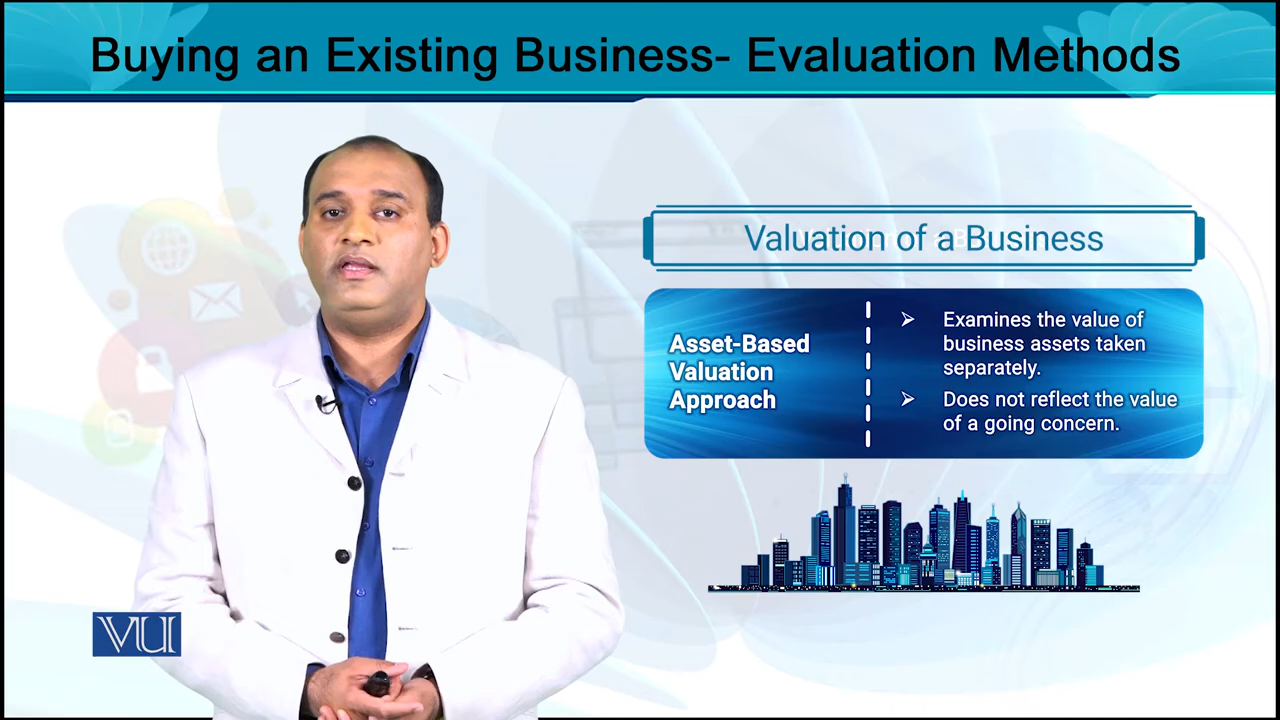 Buying an Existing Business- Evaluation Methods
Valuation of a Business
Asset-Based
Valuation
Approach
➢ Examines the value of
business assets taken
separately.
➢ Does not reflect the value
of a going concern.
VU